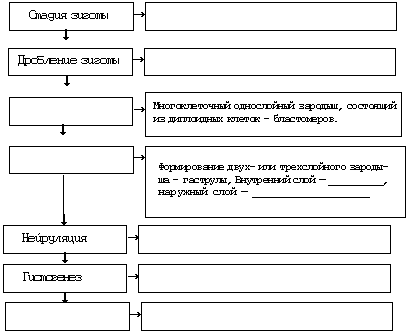 Стадия зиготы
Дробление зиготы
Многоклеточный однослойный зародыш, состоящий
из диплоидных клеток – бластомеров.
Формирование двух- или трехслойного зароды-
ша – гаструлы, Внутренний слой – ________,
наружный слой – ________________
Нейруляция
Гистогенез